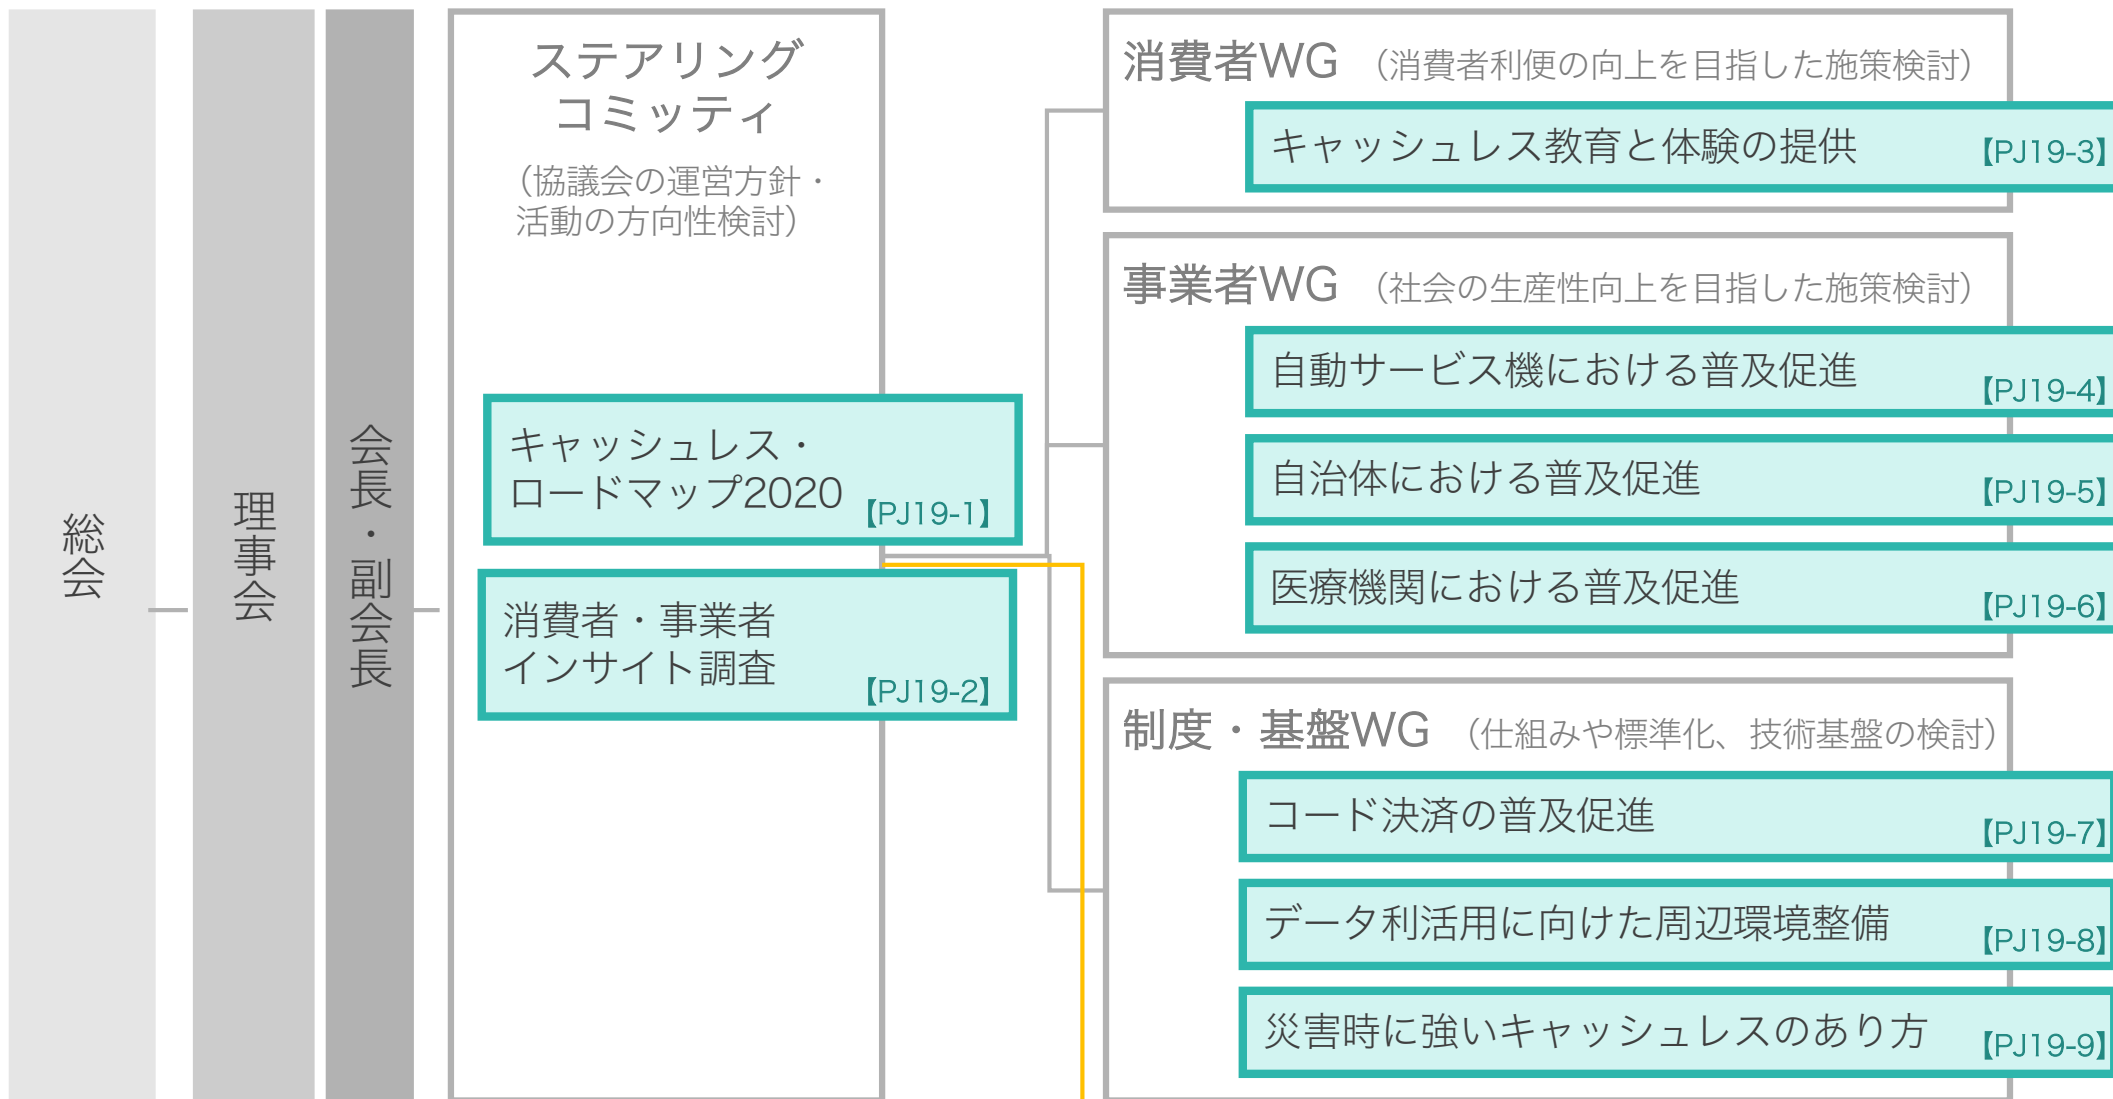 総会
理事会
会長・副会長
ステアリング
コミッティ
（協議会の運営方針・
活動の方向性検討）
キャッシュレス・
ロードマップ2020
【PJ19-1】
消費者・事業者
インサイト調査
【PJ19-2】
消費者WG （消費者利便の向上を目指した施策検討）
キャッシュレス教育と体験の提供 【PJ19-3】
事業者WG （社会の生産性向上を目指した施策検討）
自動サービス機における普及促進 【PJ19-4】
自治体における普及促進 【PJ19-5】
医療機関における普及促進 【PJ19-6】
制度・基盤WG （仕組みや標準化、技術基盤の検討）
コード決済の普及促進 【PJ19-7】
データ利活用に向けた周辺環境整備 【PJ19-8】
災害時に強いキャッシュレスのあり方 【PJ19-9】